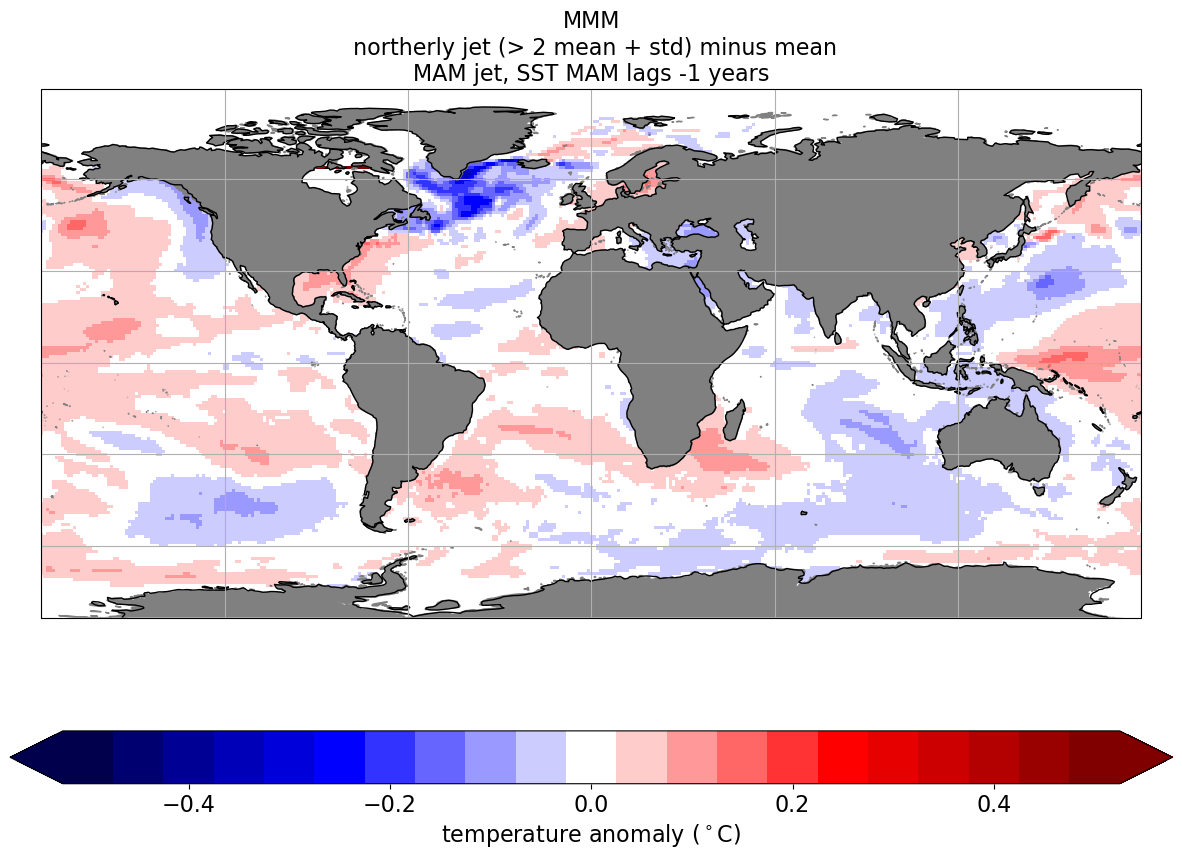 MMM
northerly jet (> 2 mean + std) minus mean
MAM jet, SST MAM lags -1 years
−0.4 −0.2 0.0 0.2 0.4
temperature anomaly (°C)